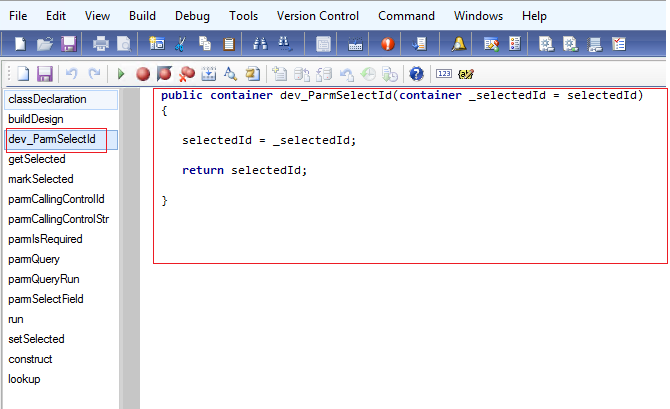 File Edit View Build Debug Tools Version Control Command Windows Help
123
classDeclaration
buildDesign
dev_ParmSelectId
getSelected
markSelected
parmCallingControlId
parmCallingControlStr
parmIsRequired
parmQuery
parmQueryRun
parmSelectField
run
setSelected
construct
lookup
public container dev_ParmSelectId(container _selectedId = selectedId)
{
selectedId = _selectedId;
return selectedId;
}